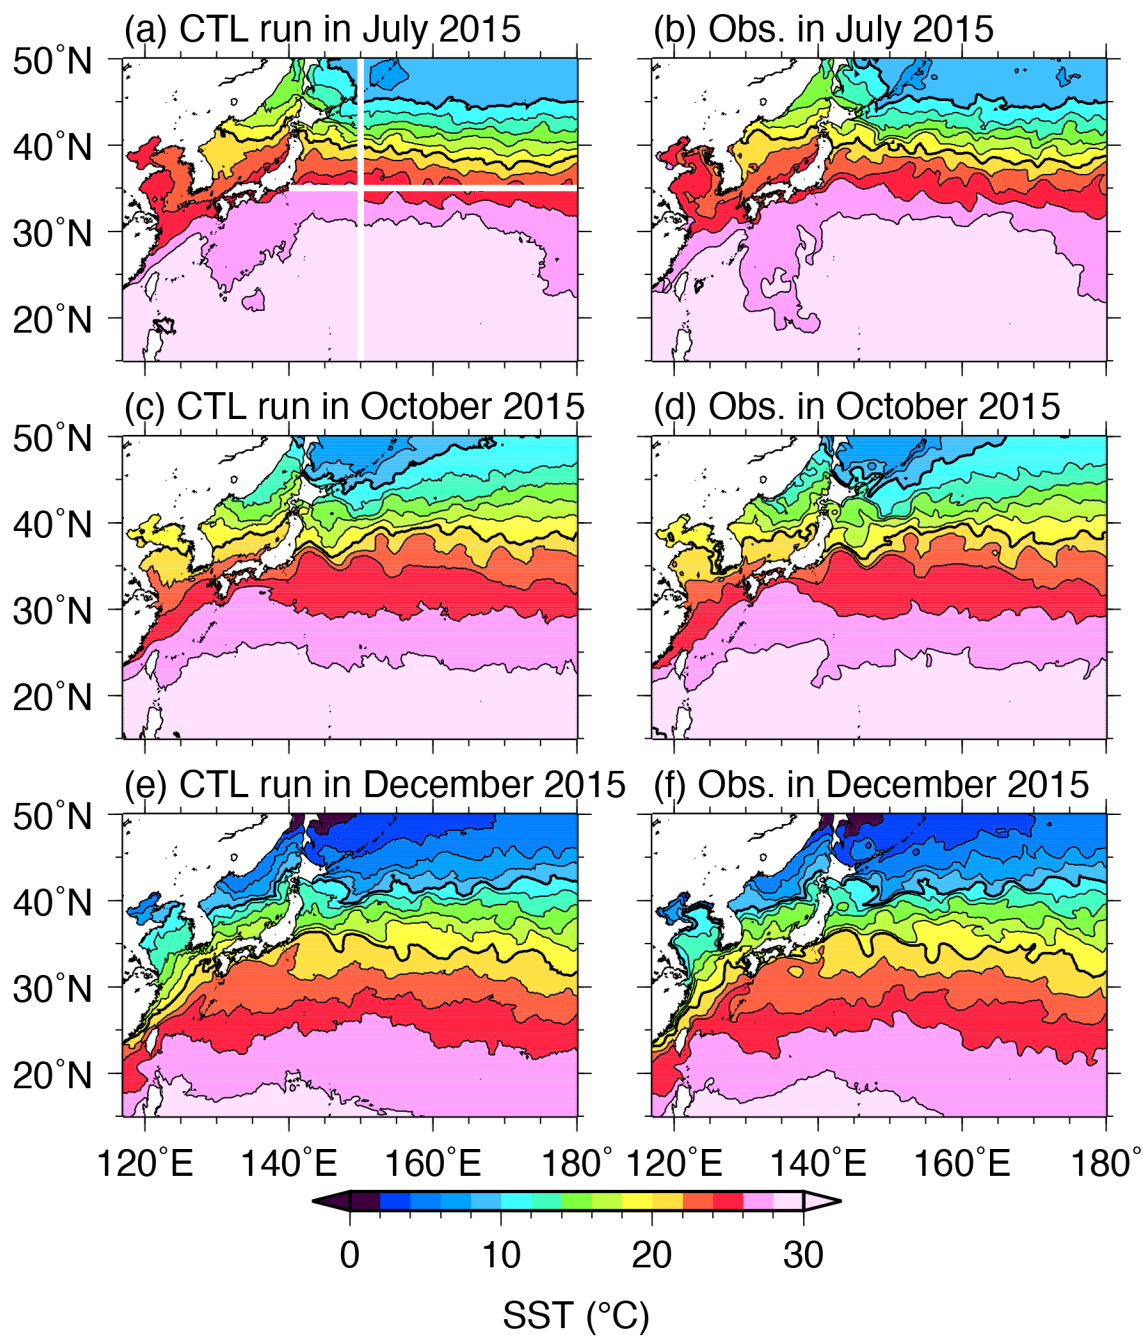 (a) CTL run in July 2015
(b) Obs. in July 2015
50°N
40°N
30°N
20°N
(c) CTL run in October 2015
(d) Obs. in October 2015
50°N
40°N
30°N
20°N
(e) CTL run in December 2015
(f) Obs. in December 2015
50°N
40°N
30°N
20°N
120°E 140°E 160°E 180° 120°E 140°E 160°E 180°
0 10 20 30
SST (°C)